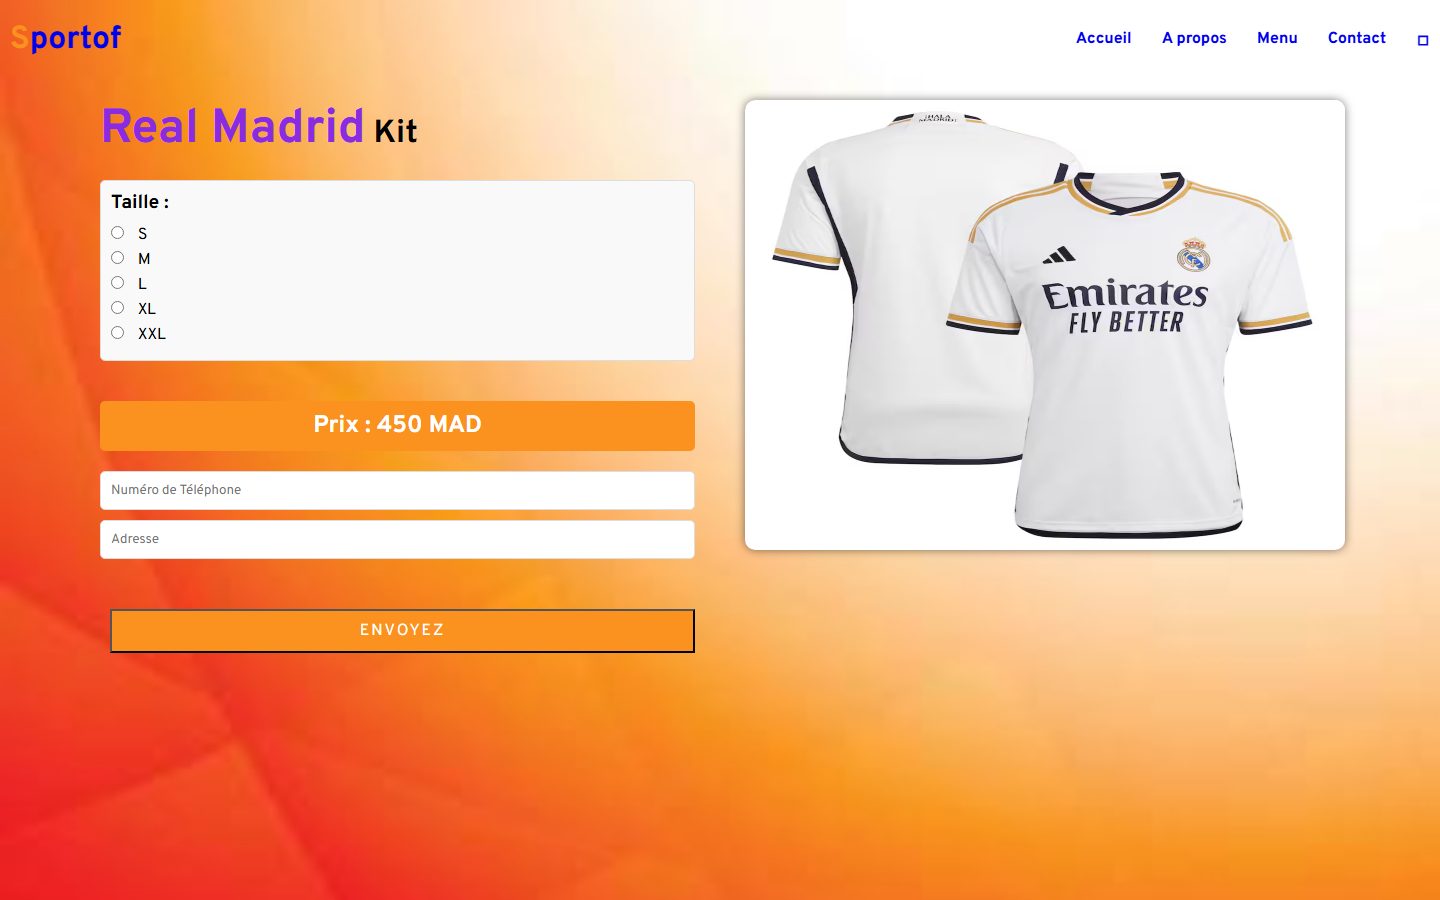 Sportof
Accueil
A propos
Menu
Contact
Real Madrid Kit
Taille :
S
M
L
XL
XXL
Prix : 450 MAD
Numéro de Téléphone
Adresse
ENVOYEZ
¡HALA
MADRID!
Emirates
FLY BETTER